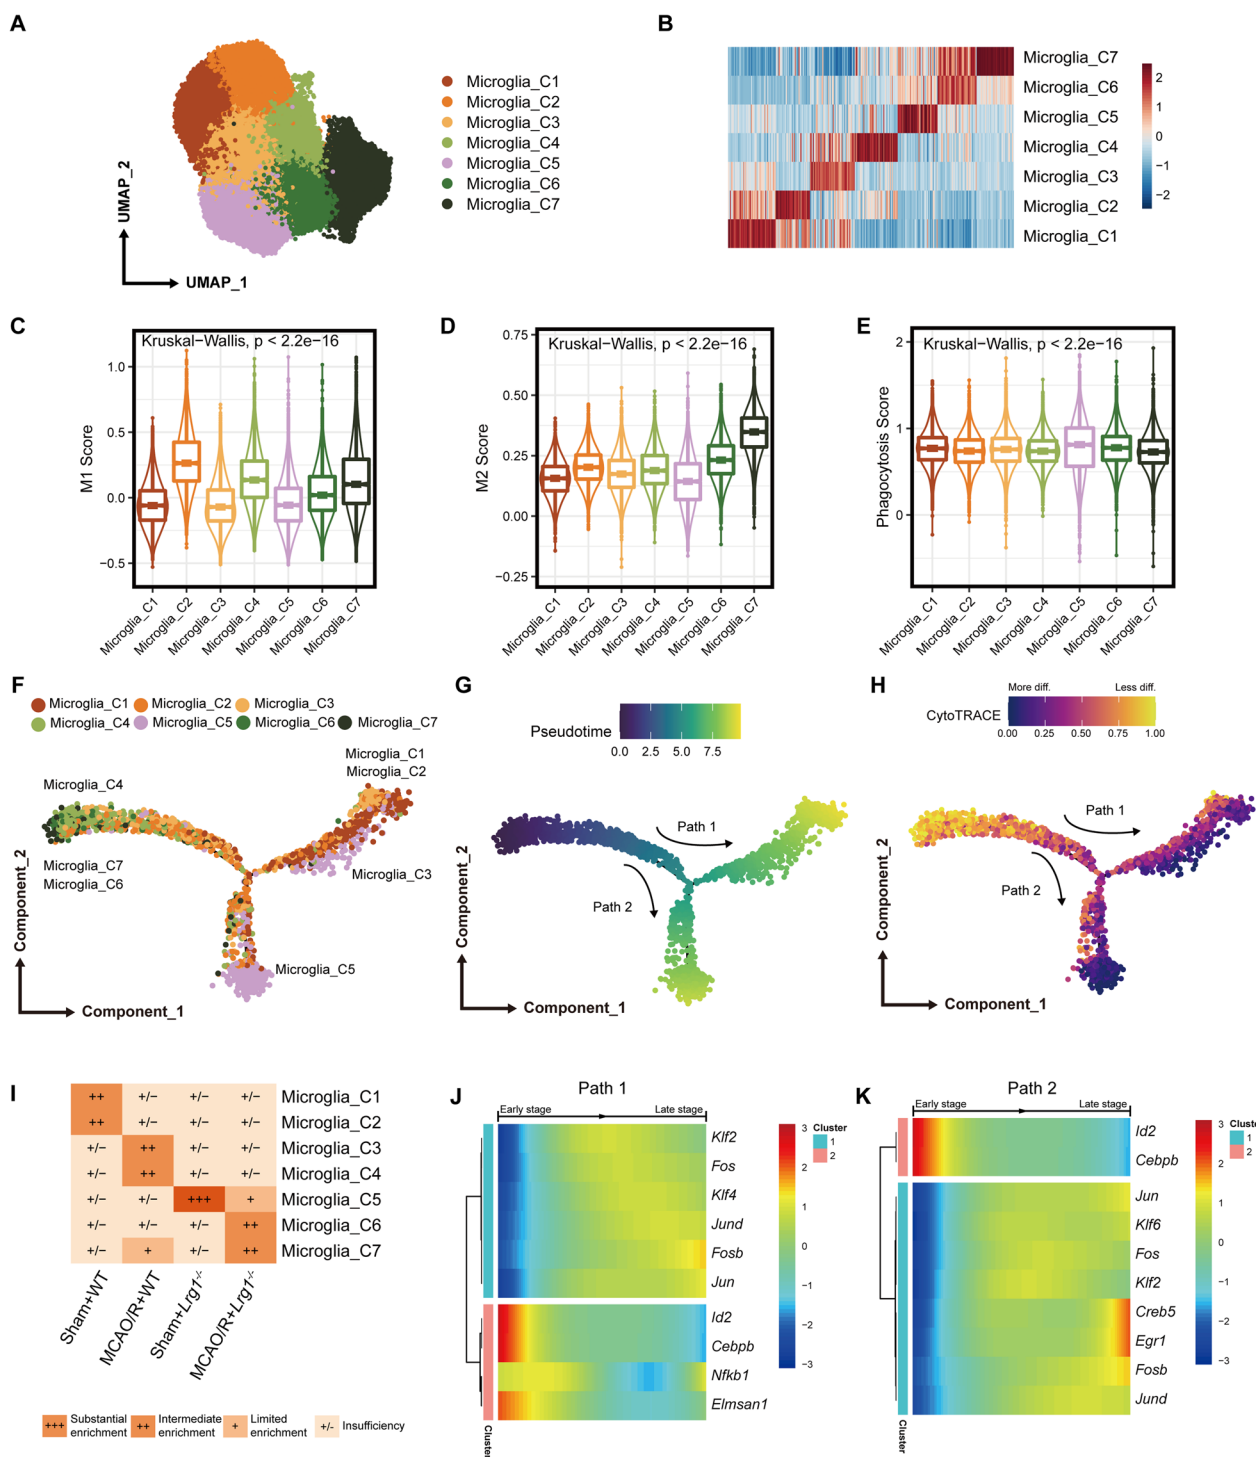 A
UMAP_2
UMAP_1
Microglia_C1
Microglia_C2
Microglia_C3
Microglia_C4
Microglia_C5
Microglia_C6
Microglia_C7
B
Microglia_C7
Microglia_C6
Microglia_C5
Microglia_C4
Microglia_C3
Microglia_C2
Microglia_C1
2
1
0
−1
−2
C
Kruskal−Wallis, p < 2.2e−16
M1 Score
1.0
0.5
0.0
−0.5
Microglia_C1
Microglia_C2
Microglia_C3
Microglia_C4
Microglia_C5
Microglia_C6
Microglia_C7
D
Kruskal−Wallis, p < 2.2e−16
M2 Score
0.75
0.50
0.25
0.00
−0.25
Microglia_C1
Microglia_C2
Microglia_C3
Microglia_C4
Microglia_C5
Microglia_C6
Microglia_C7
E
Kruskal−Wallis, p < 2.2e−16
Phagocytosis Score
2
1
0
Microglia_C1
Microglia_C2
Microglia_C3
Microglia_C4
Microglia_C5
Microglia_C6
Microglia_C7
F
Microglia_C1 Microglia_C2 Microglia_C3
Microglia_C4 Microglia_C5 Microglia_C6 Microglia_C7
Microglia_C1
Microglia_C2
Microglia_C4
Microglia_C7
Microglia_C6
Microglia_C3
Microglia_C5
Component_2
Component_1
G
Pseudotime
0.0 2.5 5.0 7.5
Path 1
Path 2
Component_2
Component_1
H
More diff. Less diff.
CytoTRACE
0.00 0.25 0.50 0.75 1.00
Path 1
Path 2
Component_2
Component_1
I
++ +/− +/− +/− Microglia_C1
++ +/− +/− +/− Microglia_C2
+/− ++ +/− +/− Microglia_C3
+/− ++ +/− +/− Microglia_C4
+/− +/− +++ + Microglia_C5
+/− +/− +/− ++ Microglia_C6
+/− + +/− ++ Microglia_C7
Sham+WT
MCAO/R+WT
Sham+Lrg1-/-
MCAO/R+Lrg1-/-
+++ Substantial enrichment
++ Intermediate enrichment
+ Limited enrichment
+/- Insufficiency
J
Path 1
Early stage Late stage
Klf2
Fos
Klf4
Jund
Fosb
Jun
Id2
Cebpb
Nfkb1
Elmsan1
Cluster
3
2
1
0
−1
−2
−3
Cluster
1
2
K
Path 2
Early stage Late stage
Id2
Cebpb
Jun
Klf6
Fos
Klf2
Creb5
Egr1
Fosb
Jund
Cluster
3
2
1
0
−1
−2
−3
Cluster
1
2